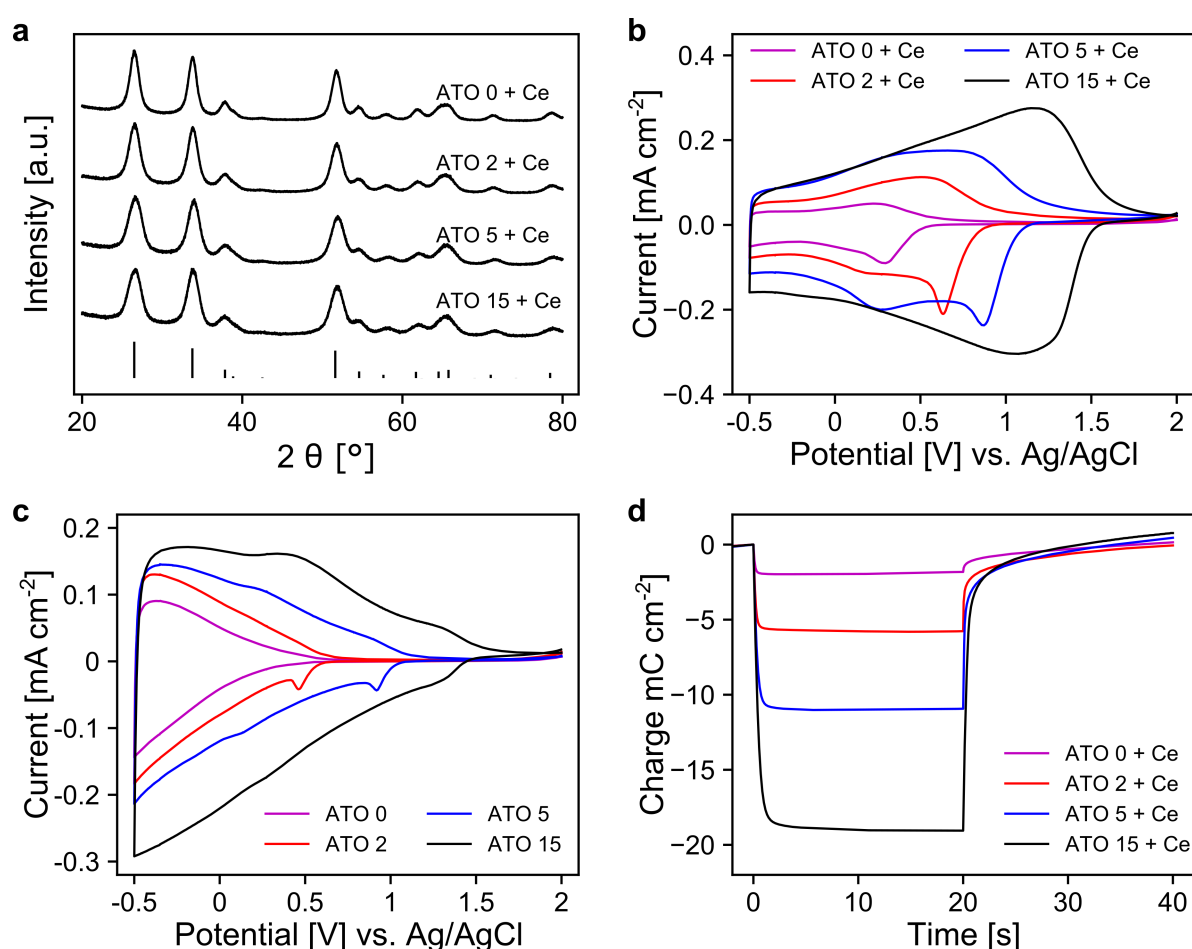 a
Intensity [a.u.]
ATO 0 + Ce
ATO 2 + Ce
ATO 5 + Ce
ATO 15 + Ce
20 40 60 80
2 θ [°]
b
Current [mA cm-2]
ATO 0 + Ce ATO 5 + Ce
ATO 2 + Ce ATO 15 + Ce
0.4
0.2
0.0
−0.2
−0.4
-0.5 0 0.5 1 1.5 2
Potential [V] vs. Ag/AgCl
c
Current [mA cm-2]
0.2
0.1
0
-0.1
-0.2
-0.3
ATO 0 ATO 5
ATO 2 ATO 15
-0.5 0 0.5 1 1.5 2
Potential [V] vs. Ag/AgCl
d
Charge mC cm-2]
0
−5
−10
−15
−20
ATO 0 + Ce
ATO 2 + Ce
ATO 5 + Ce
ATO 15 + Ce
0 10 20 30 40
Time [s]